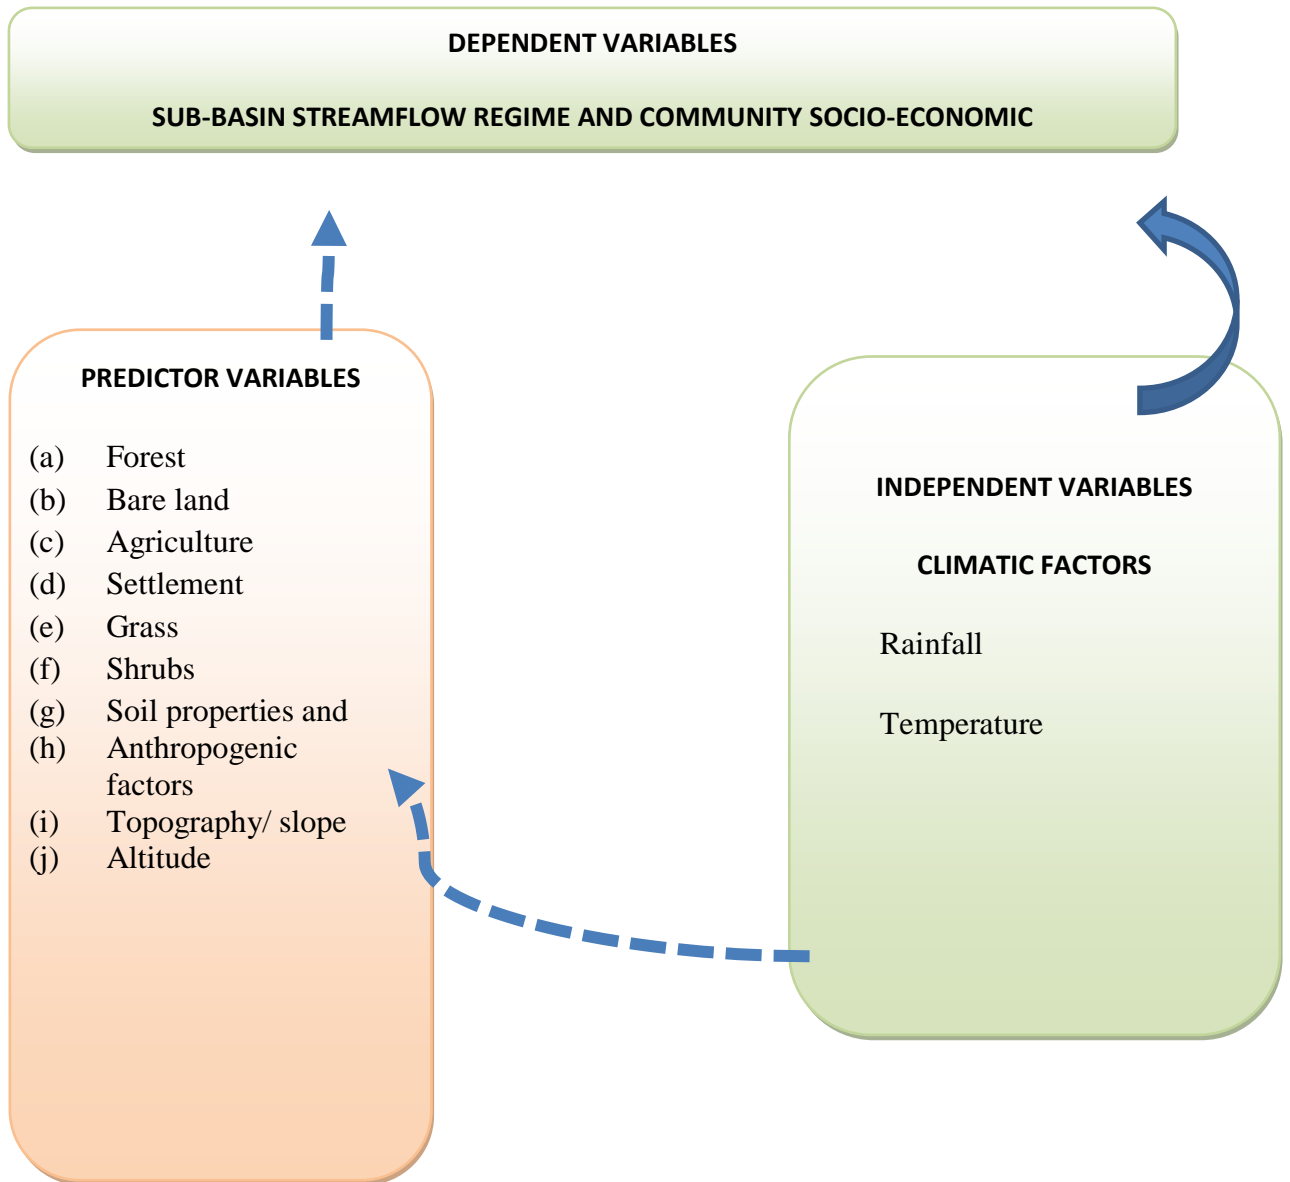 DEPENDENT VARIABLES
SUB-BASIN STREAMFLOW REGIME AND COMMUNITY SOCIO-ECONOMIC
PREDICTOR VARIABLES
(a) Forest
(b) Bare land
(c) Agriculture
(d) Settlement
(e) Grass
(f) Shrubs
(g) Soil properties and
(h) Anthropogenic
factors
(i) Topography/ slope
(j) Altitude
INDEPENDENT VARIABLES
CLIMATIC FACTORS
Rainfall
Temperature